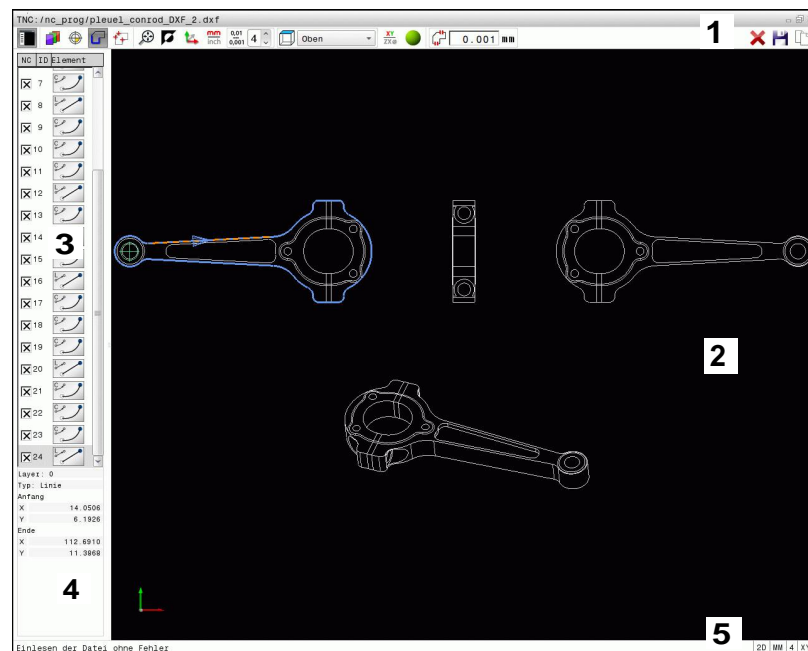 TNC:/nc_prog/pleuel_conrod_DXF_2.dxf
mm inch 0,01 0,001 4 Oben XY ZXø 0.001 mm 1
NC ID Element
7 C
8 L
9 C
10 C
11 C
12 L
13 C
14
3
15
16 L
17 C
18 C
19 C
20 L
21 C
22 C
23 C
24 L
2
Layer: 0
Typ: Linie
Anfang
X 14.0506
Y 6.1926
Ende
X 112.6910
Y 11.3868
4
5
Einlesen der Datei ohne Fehler 2D MM 4 XY